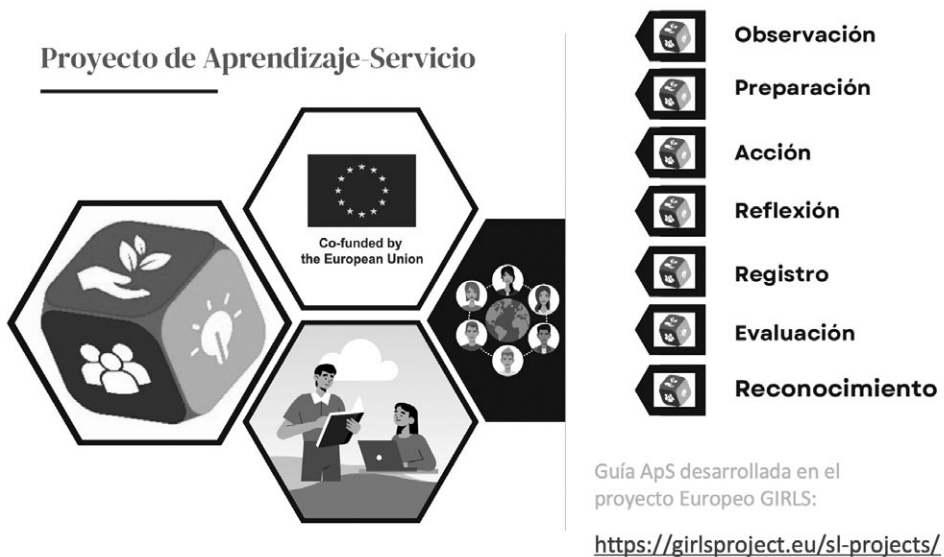 Proyecto de Aprendizaje-Servicio
Co-funded by
the European Union
Observación
Preparación
Acción
Reflexión
Registro
Evaluación
Reconocimiento
Guía ApS desarrollada en el
proyecto Europeo GIRLS:
https://girlsproject.eu/sl-projects/